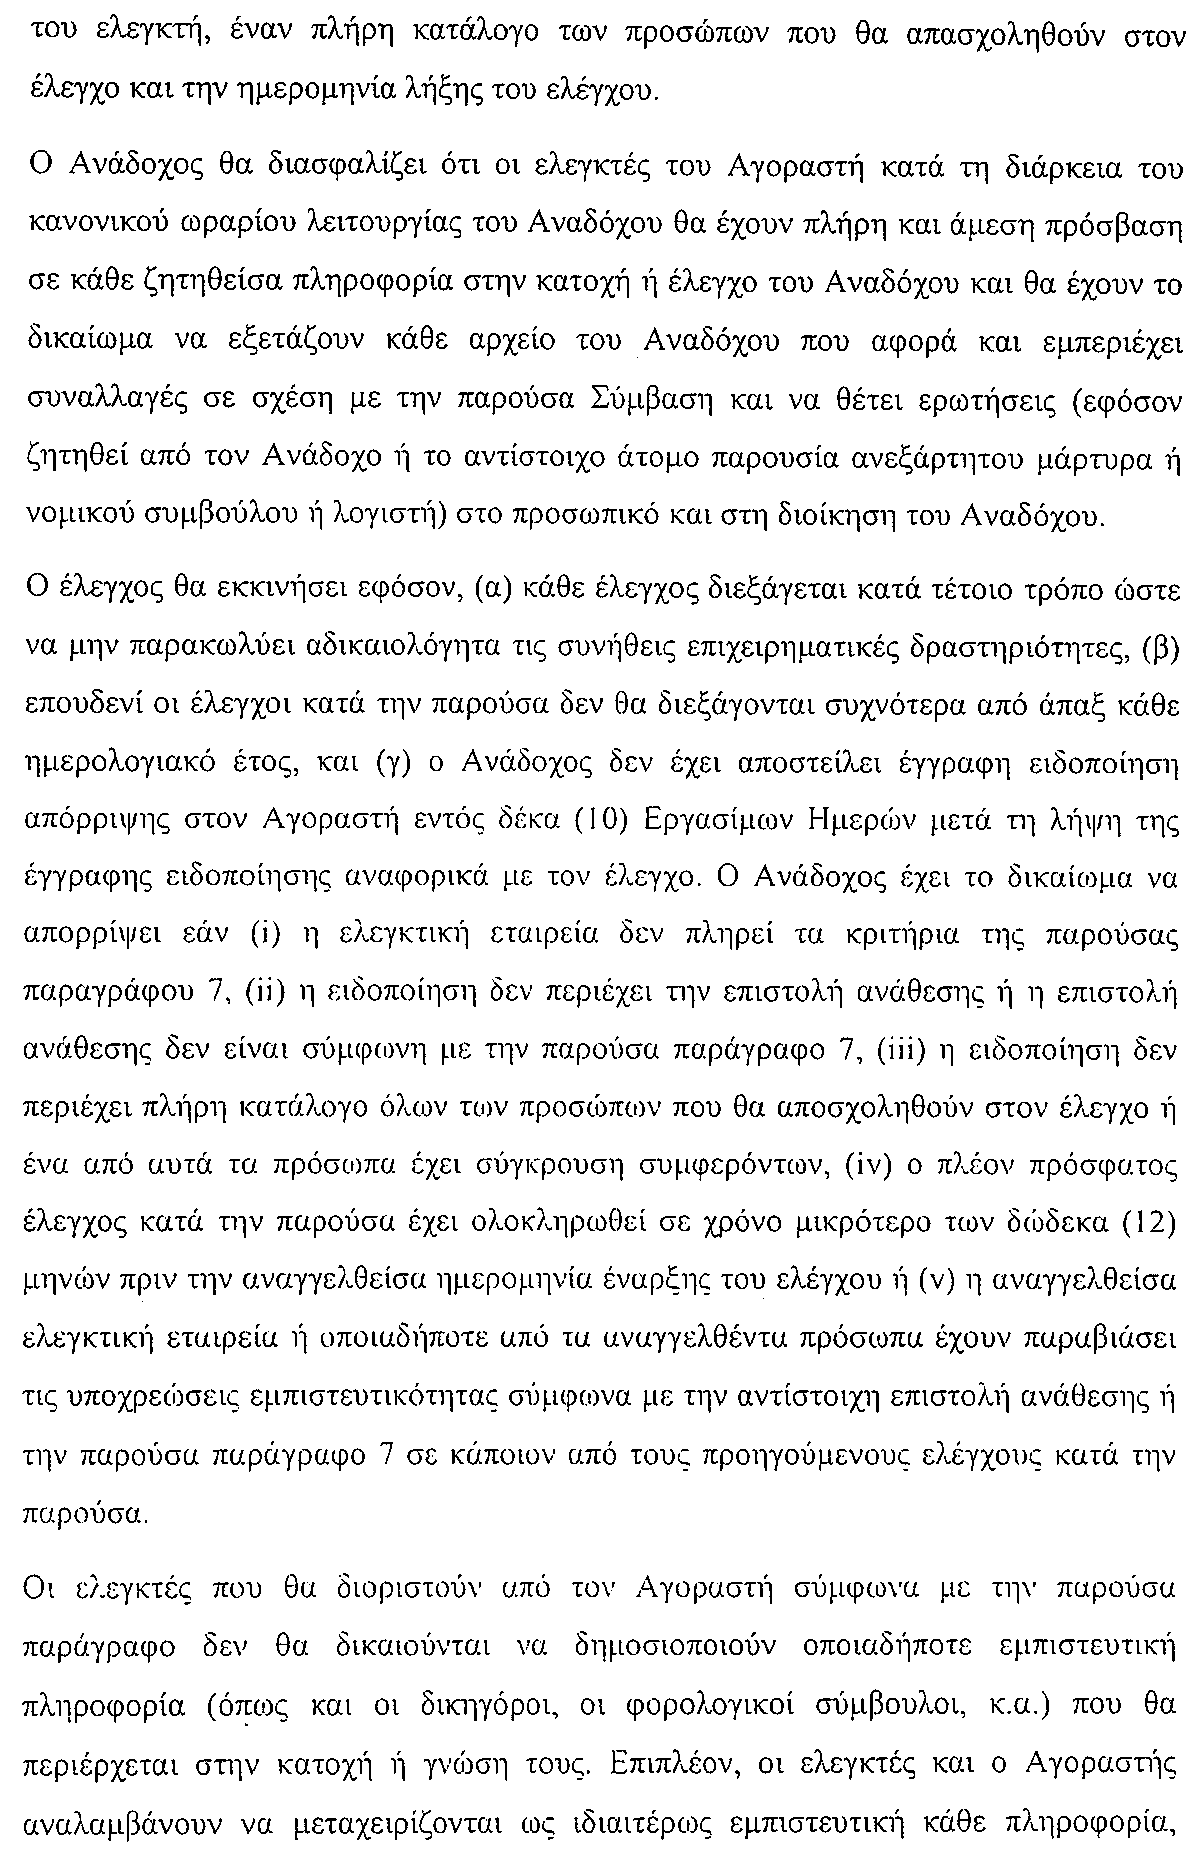 του ελεγκτή, έναν πλήρη κατάλογο των προσώπων που θα απασχοληθούν στον
έλεγχο και την ημερομηνία λήξης του ελέγχου.
Ο Ανάδοχος θα διασφαλίζει ότι οι ελεγκτές του Αγοραστή κατά τη διάρκεια του
κανονικού ωραρίου λειτουργίας του Αναδόχου θα έχουν πλήρη και άμεση πρόσβαση
σε κάθε ζητηθείσα πληροφορία στην κατοχή ή έλεγχο του Αναδόχου και θα έχουν το
δικαίωμα να εξετάζουν κάθε αρχείο του Αναδόχου που αφορά και εμπεριέχει
συναλλαγές σε σχέση με την παρούσα Σύμβαση και να θέτει ερωτήσεις (εφόσον
ζητηθεί από τον Ανάδοχο ή το αντίστοιχο άτομο παρουσία ανεξάρτητου μάρτυρα ή
νομικού συμβούλου ή λογιστή) στο προσωπικό και στη διοίκηση του Αναδόχου.
Ο έλεγχος θα εκκινήσει εφόσον, (α) κάθε έλεγχος διεξάγεται κατά τέτοιο τρόπο ώστε
να μην παρακωλύει αδικαιολόγητα τις συνήθεις επιχειρηματικές δραστηριότητες, (β)
επουδενί οι έλεγχοι κατά την παρούσα δεν θα διεξάγονται συχνότερα από άπαξ κάθε
ημερολογιακό έτος, και (γ) ο Ανάδοχος δεν έχει αποστείλει έγγραφη ειδοποίηση
απόρριψης στον Αγοραστή εντός δέκα (10) Εργασίμων Ημερών μετά τη λήψη της
έγγραφης ειδοποίησης αναφορικά με τον έλεγχο. Ο Ανάδοχος έχει το δικαίωμα να
απορρίψει εάν (i) η ελεγκτική εταιρεία δεν πληρεί τα κριτήρια της παρούσας
παραγράφου 7, (ii) η ειδοποίηση δεν περιέχει την επιστολή ανάθεσης ή η επιστολή
ανάθεσης δεν είναι σύμφωνη με την παρούσα παράγραφο 7, (iii) η ειδοποίηση δεν
περιέχει πλήρη κατάλογο όλων των προσώπων που θα αποσχοληθούν στον έλεγχο ή
ένα από αυτά τα πρόσωπα έχει σύγκρουση συμφερόντων, (iv) ο πλέον πρόσφατος
έλεγχος κατά την παρούσα έχει ολοκληρωθεί σε χρόνο μικρότερο των δώδεκα (12)
μηνών πριν την αναγγελθείσα ημερομηνία έναρξης του ελέγχου ή (v) η αναγγελθείσα
ελεγκτική εταιρεία ή οποιαδήποτε από τα αναγγελθέντα πρόσωπα έχουν παραβιάσει
τις υποχρεώσεις εμπιστευτικότητας σύμφωνα με την αντίστοιχη επιστολή ανάθεσης ή
την παρούσα παράγραφο 7 σε κάποιον από τους προηγούμενους ελέγχους κατά την
παρούσα.
Οι ελεγκτές που θα διοριστούν από τον Αγοραστή σύμφωνα με την παρούσα
παράγραφο δεν θα δικαιούνται να δημοσιοποιούν οποιαδήποτε εμπιστευτική
πληροφορία (όπως και οι δικηγόροι, οι φορολογικοί σύμβουλοι, κ.α.) που θα
περιέρχεται στην κατοχή ή γνώση τους. Επιπλέον, οι ελεγκτές και ο Αγοραστής
αναλαμβάνουν να μεταχειρίζονται ως ιδιαιτέρως εμπιστευτική κάθε πληροφορία,